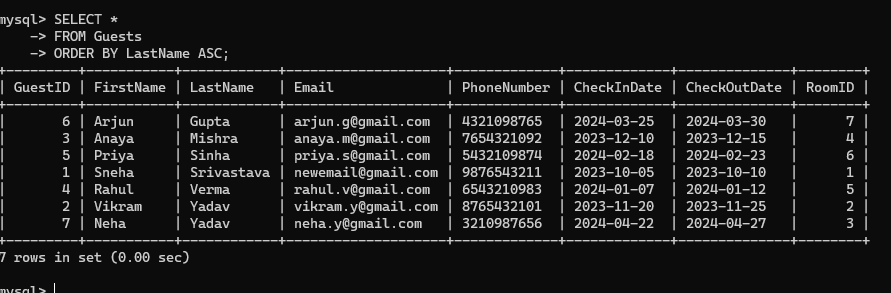 mysql> SELECT *
    -> FROM Guests
    -> ORDER BY LastName ASC;
+---------+-----------+------------+--------------------+-------------+-------------+--------------+--------+
| GuestID | FirstName | LastName   | Email              | PhoneNumber | CheckInDate | CheckOutDate | RoomID |
+---------+-----------+------------+--------------------+-------------+-------------+--------------+--------+
|       6 | Arjun     | Gupta      | arjun.g@gmail.com  | 4321098765  | 2024-03-25  | 2024-03-30   |      7 |
|       3 | Anaya     | Mishra     | anaya.m@gmail.com  | 7654321092  | 2023-12-10  | 2023-12-15   |      4 |
|       5 | Priya     | Sinha      | priya.s@gmail.com  | 5432109874  | 2024-02-18  | 2024-02-23   |      6 |
|       1 | Sneha     | Srivastava | newemail@gmail.com | 9876543211  | 2023-10-05  | 2023-10-10   |      1 |
|       4 | Rahul     | Verma      | rahul.v@gmail.com  | 6543210983  | 2024-01-07  | 2024-01-12   |      5 |
|       2 | Vikram    | Yadav      | vikram.y@gmail.com | 8765432101  | 2023-11-20  | 2023-11-25   |      2 |
|       7 | Neha      | Yadav      | neha.y@gmail.com   | 3210987656  | 2024-04-22  | 2024-04-27   |      3 |
+---------+-----------+------------+--------------------+-------------+-------------+--------------+--------+
7 rows in set (0.00 sec)
mysql>